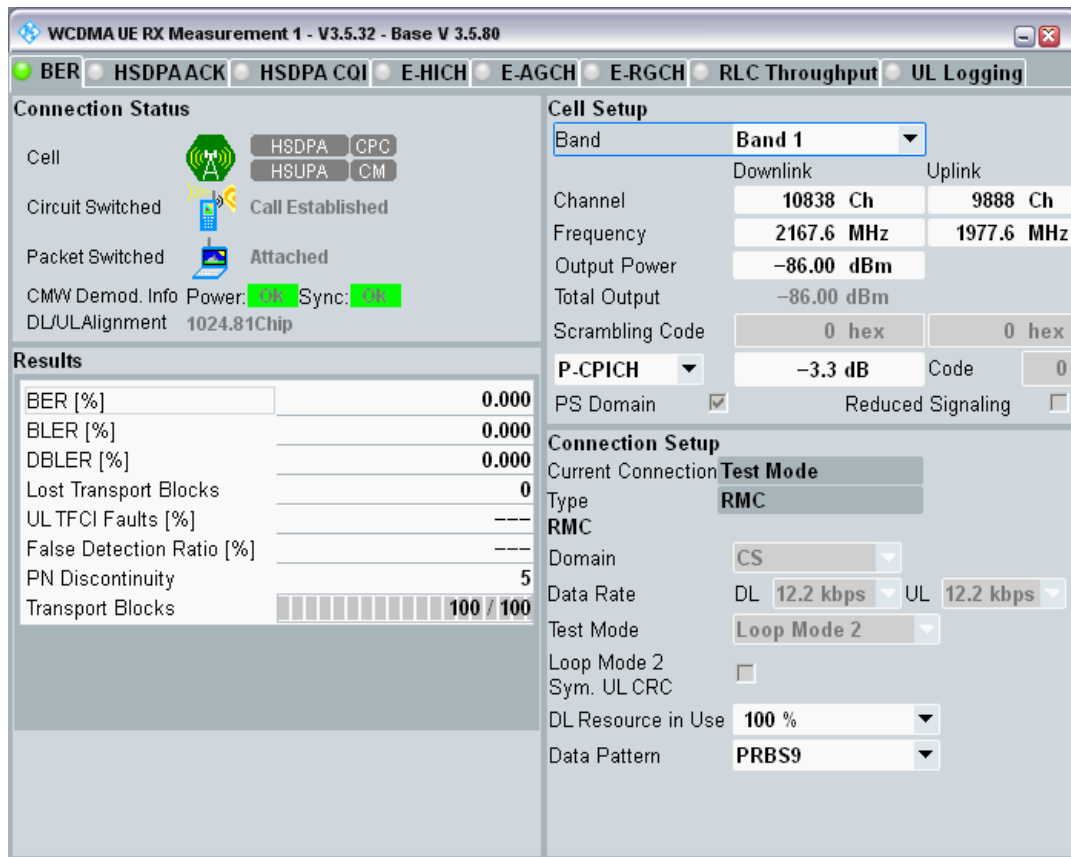 WCDMA UE RX Measurement 1 - V3.5.32 - Base V 3.5.80
BER HSDPA ACK HSDPA CQI E-HICH E-AGCH E-RGCH RLC Throughput UL Logging
Connection Status
Cell HSDPA CPC
HSUPA CM
Circuit Switched Call Established
Packet Switched Attached
CMW Demod. Info Power: Ok Sync: Ok
DL/ULAlignment 1024.81Chip
Results
BER [%] 0.000
BLER [%] 0.000
DBLER [%] 0.000
Lost Transport Blocks 0
UL TFCI Faults [%] ---
False Detection Ratio [%] ---
PN Discontinuity 5
Transport Blocks 100 / 100
Cell Setup
Band Band 1
Downlink Uplink
Channel 10838 Ch 9888 Ch
Frequency 2167.6 MHz 1977.6 MHz
Output Power −86.00 dBm
Total Output −86.00 dBm
Scrambling Code 0 hex 0 hex
P-CPICH −3.3 dB Code 0
PS Domain Reduced Signaling
Connection Setup
Current Connection Test Mode
Type RMC
RMC
Domain CS
Data Rate DL 12.2 kbps UL 12.2 kbps
Test Mode Loop Mode 2
Loop Mode 2
Sym. UL CRC
DL Resource in Use 100 %
Data Pattern PRBS9